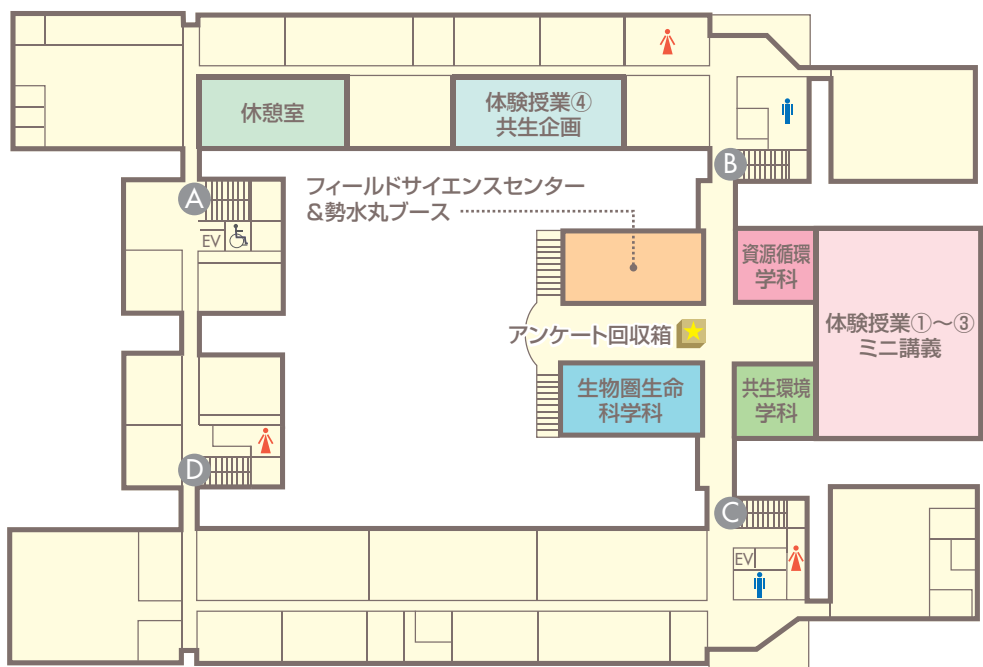 休憩室
体験授業④
共生企画
B
A
フィールドサイエンスセンター
&勢水丸ブース
EV
資源循環
学科
アンケート回収箱
体験授業①～③
ミニ講義
生物圏生命
科学科
共生環境
学科
D
C
EV